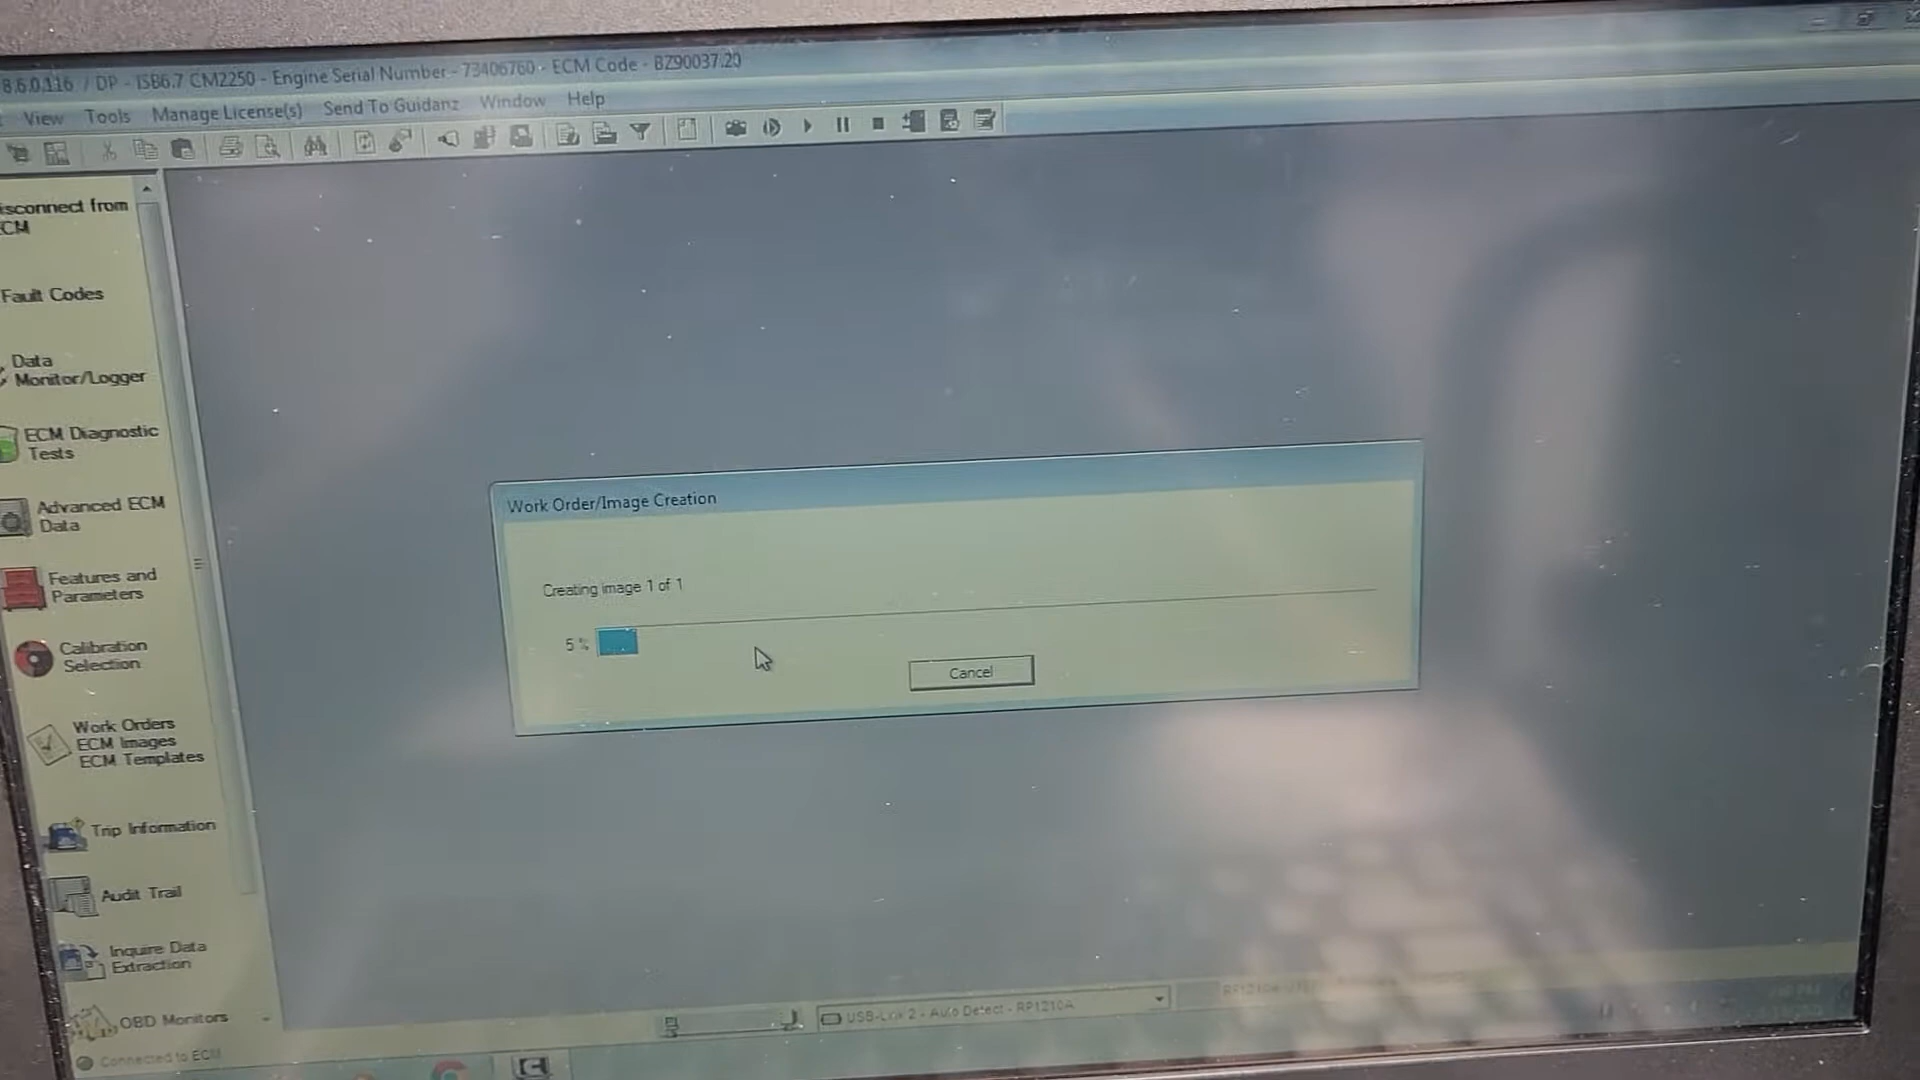 8.6.0.116 / DP - ISB6.7 CM2250 - Engine Serial Number - 73406760 - ECM Code - BZ90037.20
View Tools Manage License(s) Send To Guidanz Window Help
isconnect from
CM
Fault Codes
Data
Monitor/Logger
ECM Diagnostic
Tests
Advanced ECM
Data
Features and
Parameters
Calibration
Selection
Work Orders
ECM Images
ECM Templates
Trip Information
Audit Trail
Inquire Data
Extraction
OBD Monitors
Connected to ECM
Work Order/Image Creation
Creating image 1 of 1
5 %
Cancel
USB-Link 2 - Auto Detect - RP1210A